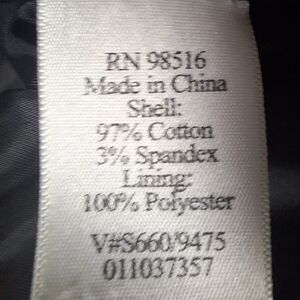 RN 98516
Made in China
Shell:
97% Cotton
3% Spandex
Lining:
100% Polyester
V#S660/9475
011037357